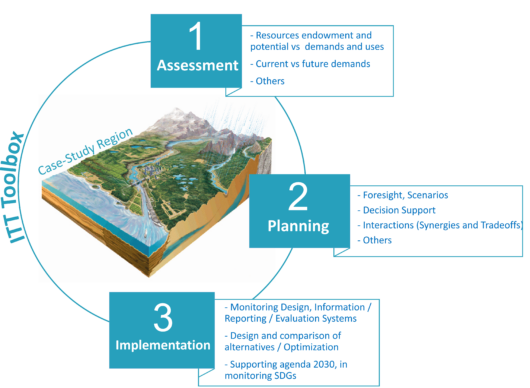 1
Assessment
- Resources endowment and
potential vs demands and uses
- Current vs future demands
- Others
ITT Toolbox
Case-Study Region
2
Planning
- Foresight, Scenarios
- Decision Support
- Interactions (Synergies and Tradeoffs)
- Others
3
Implementation
- Monitoring Design, Information /
Reporting / Evaluation Systems
- Design and comparison of
alternatives / Optimization
- Supporting agenda 2030, in
monitoring SDGs